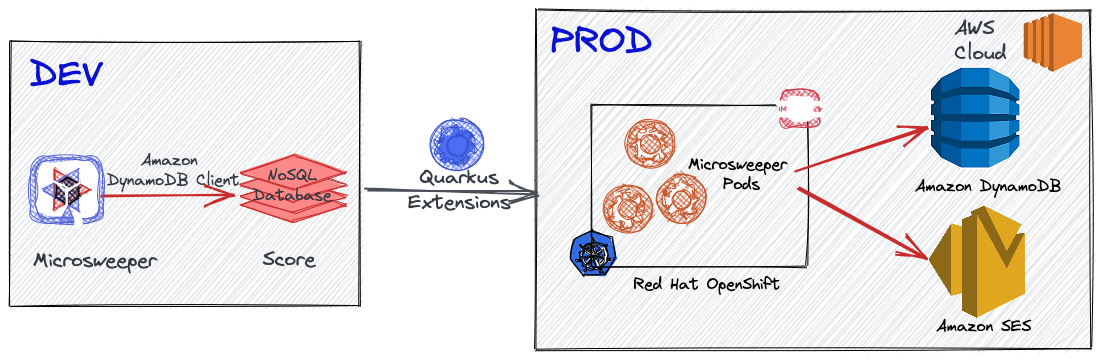 DEV
Amazon
DynamoDB Client
NoSQL
Database
Microsweeper
Score
Quarkus
Extensions
PROD
AWS
Cloud
Microsweeper
Pods
Red Hat OpenShift
Amazon DynamoDB
Amazon SES